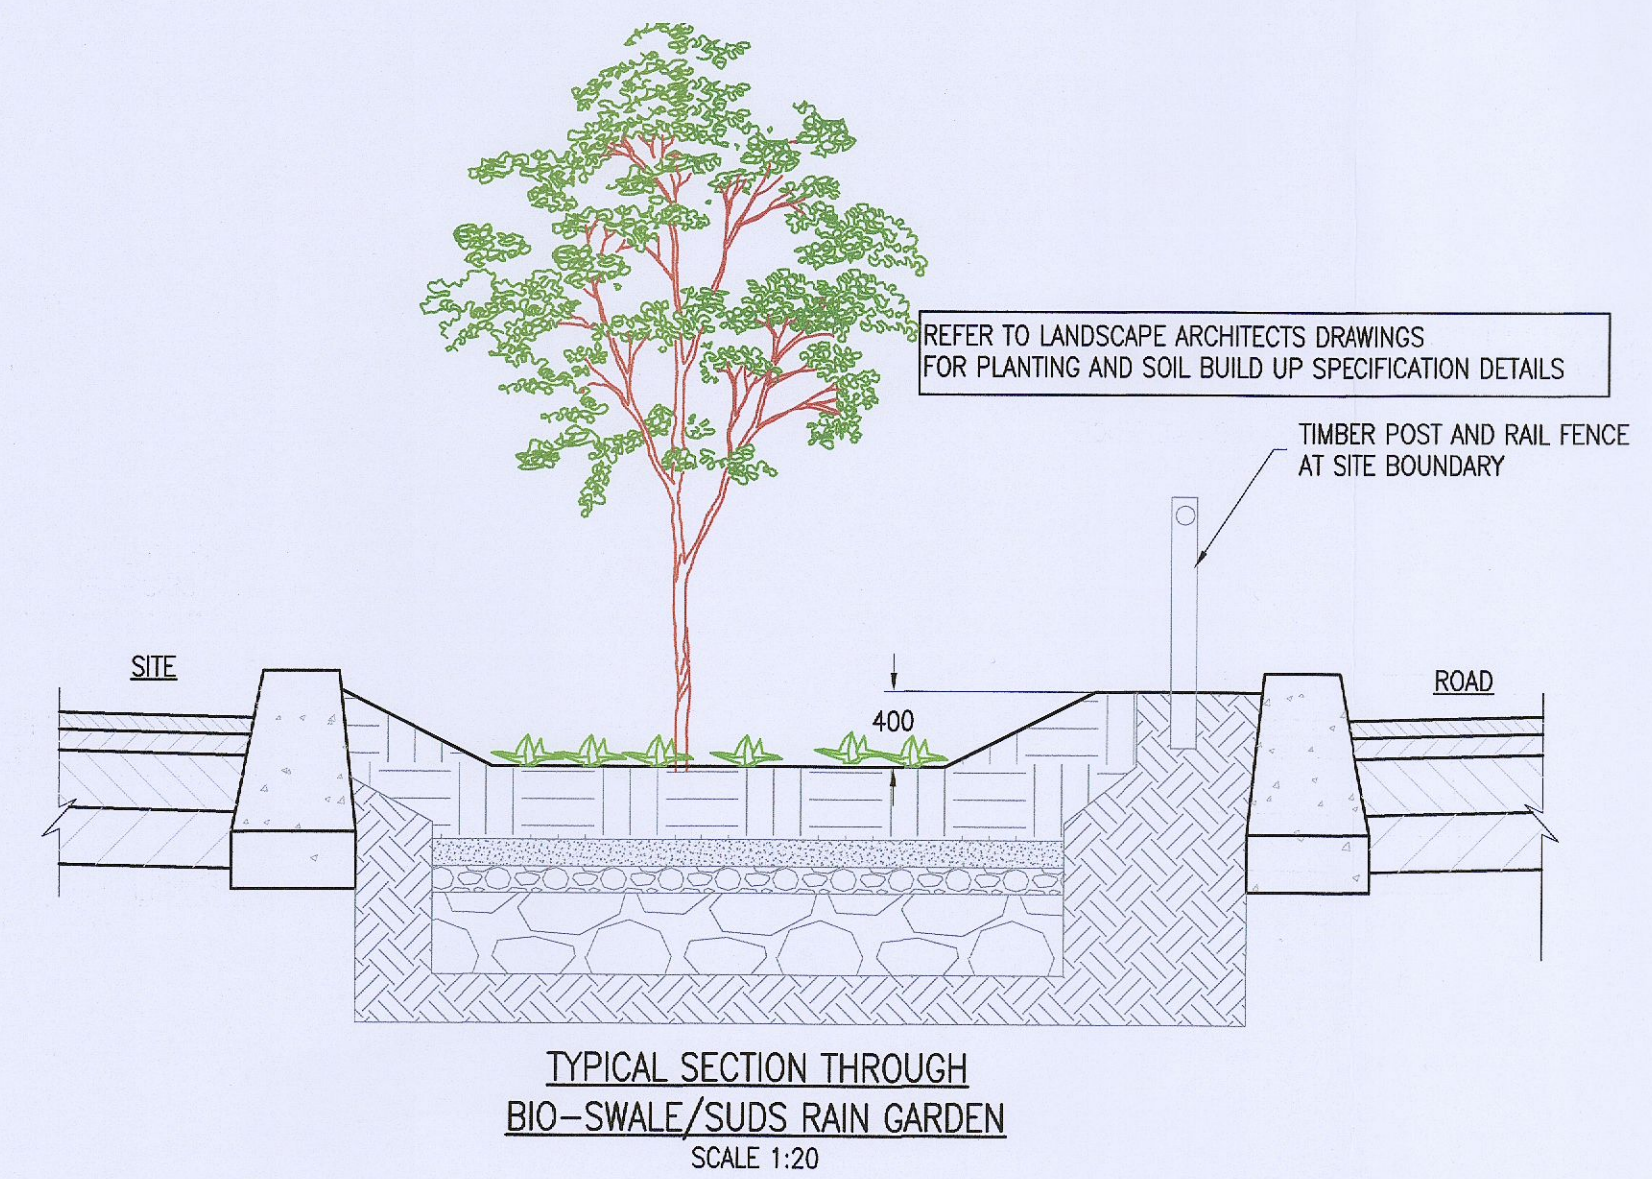 REFER TO LANDSCAPE ARCHITECTS DRAWINGS
FOR PLANTING AND SOIL BUILD UP SPECIFICATION DETAILS
TIMBER POST AND RAIL FENCE
AT SITE BOUNDARY
SITE
ROAD
400
TYPICAL SECTION THROUGH
BIO-SWALE/SUDS RAIN GARDEN
SCALE 1:20